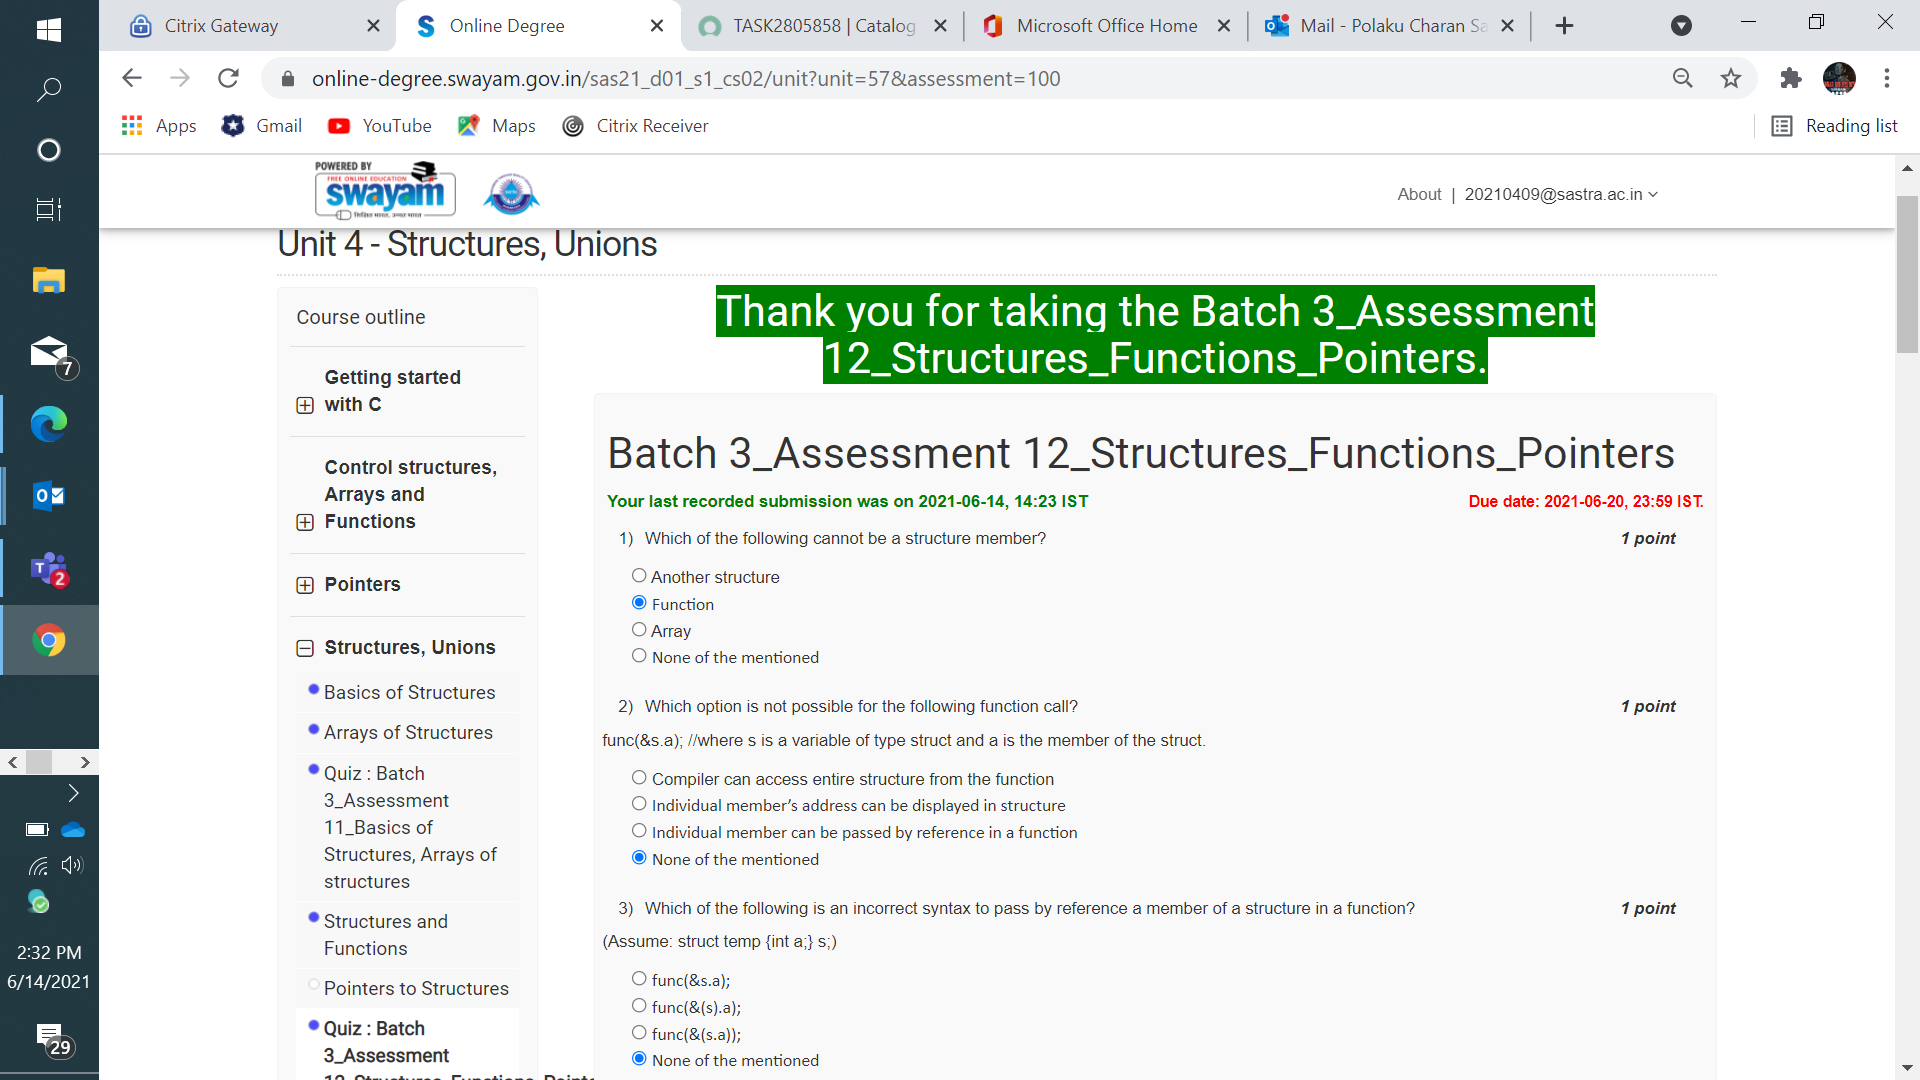 Citrix Gateway
Online Degree
TASK2805858 | Catalog
Microsoft Office Home
Mail - Polaku Charan Sa
online-degree.swayam.gov.in/sas21_d01_s1_cs02/unit?unit=57&assessment=100
Apps
Gmail
YouTube
Maps
Citrix Receiver
Reading list
POWERED BY
FREE ONLINE EDUCATION
swayam
About | 20210409@sastra.ac.in
Unit 4 - Structures, Unions
Course outline
Getting started
with C
Control structures,
Arrays and
Functions
Pointers
Structures, Unions
Basics of Structures
Arrays of Structures
Quiz : Batch
3_Assessment
11_Basics of
Structures, Arrays of
structures
Structures and
Functions
Pointers to Structures
Quiz : Batch
3_Assessment
12_Structures_Functions_Pointe
Thank you for taking the Batch 3_Assessment
12_Structures_Functions_Pointers.
Batch 3_Assessment 12_Structures_Functions_Pointers
Your last recorded submission was on 2021-06-14, 14:23 IST
Due date: 2021-06-20, 23:59 IST.
1) Which of the following cannot be a structure member?
1 point
Another structure
Function
Array
None of the mentioned
2) Which option is not possible for the following function call?
1 point
func(&s.a); //where s is a variable of type struct and a is the member of the struct.
Compiler can access entire structure from the function
Individual member’s address can be displayed in structure
Individual member can be passed by reference in a function
None of the mentioned
3) Which of the following is an incorrect syntax to pass by reference a member of a structure in a function?
1 point
(Assume: struct temp {int a;} s;)
func(&s.a);
func(&(s).a);
func(&(s.a));
None of the mentioned
7
2
2:32 PM
6/14/2021
29